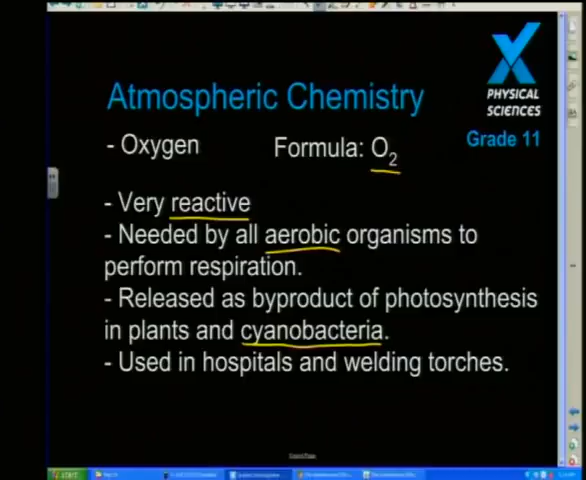 Atmospheric Chemistry
PHYSICAL
SCIENCES
Grade 11
- Oxygen Formula: O₂
- Very reactive
- Needed by all aerobic organisms to
perform respiration.
- Released as byproduct of photosynthesis
in plants and cyanobacteria.
- Used in hospitals and welding torches.
start